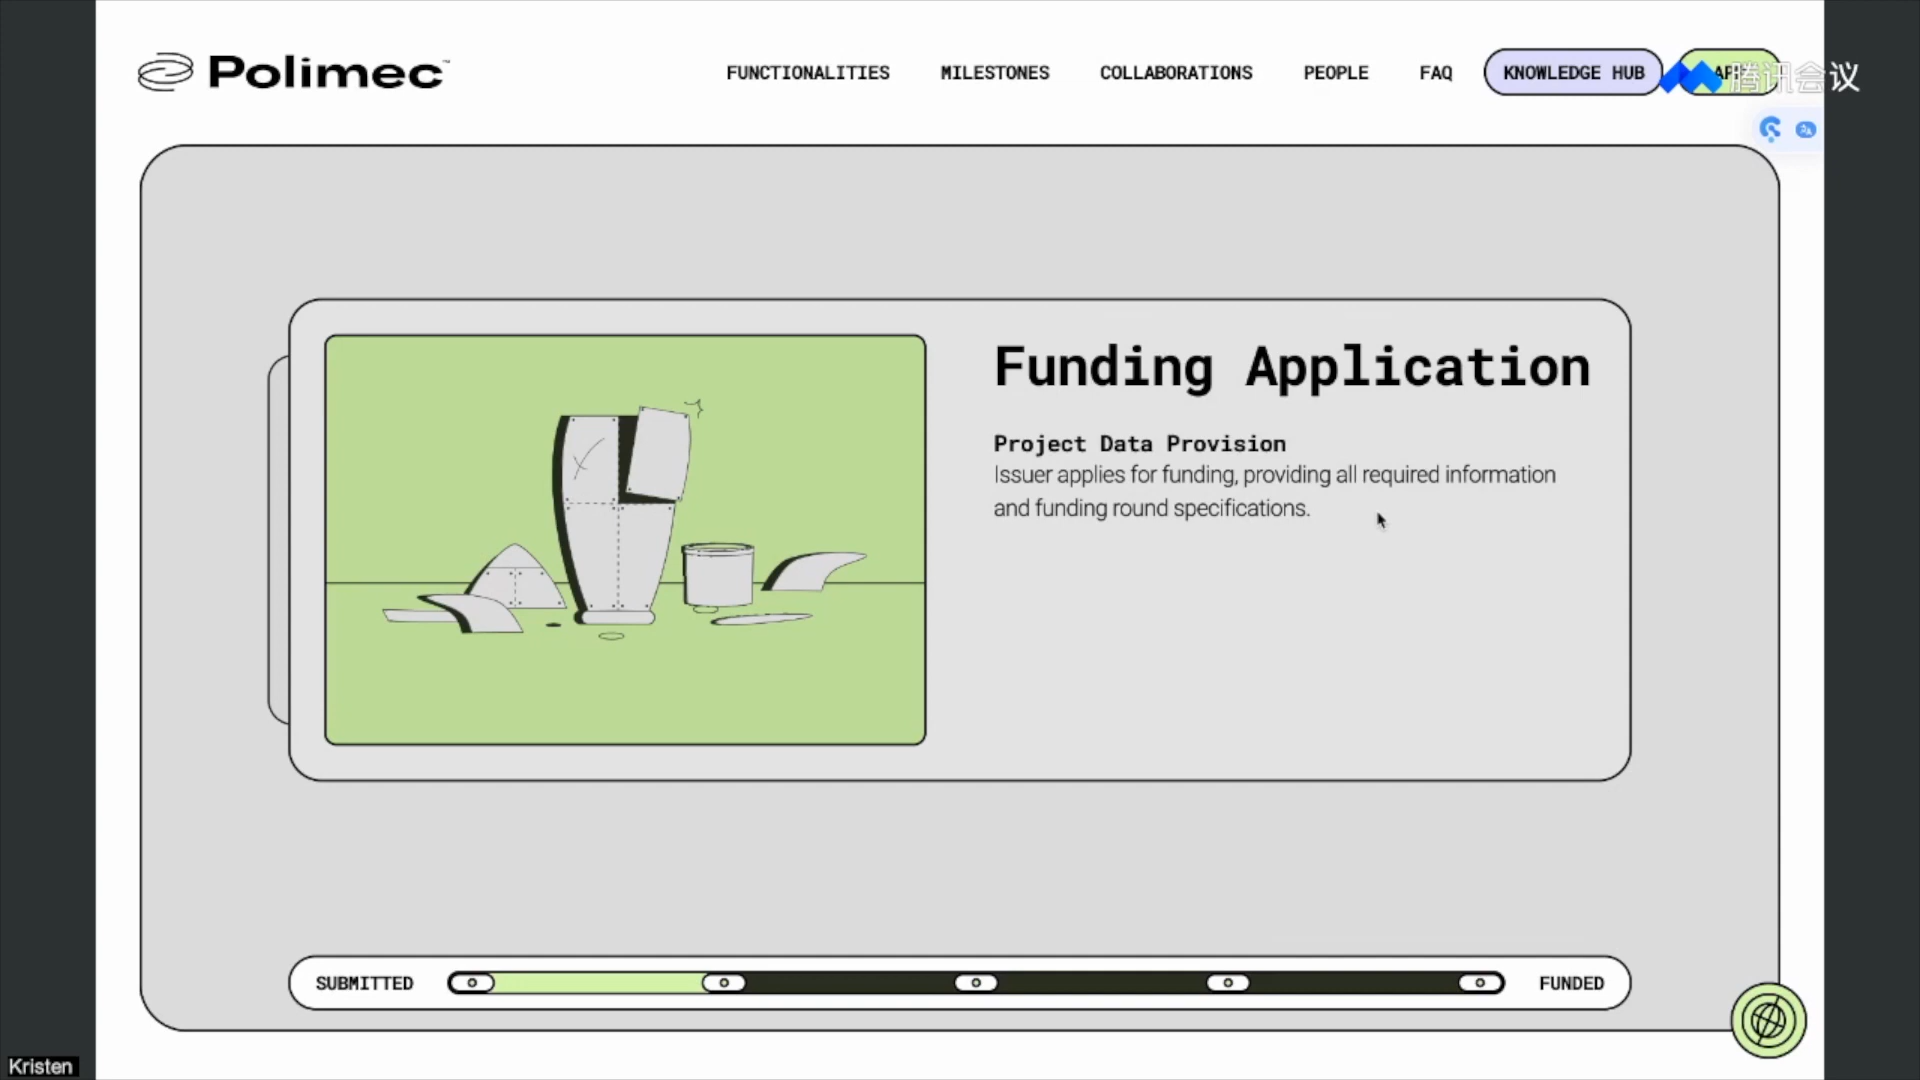 Polimec™
FUNCTIONALITIES
MILESTONES
COLLABORATIONS
PEOPLE
FAQ
KNOWLEDGE HUB
腾讯会议
Funding Application
Project Data Provision
Issuer applies for funding, providing all required information
and funding round specifications.
SUBMITTED
FUNDED
Kristen